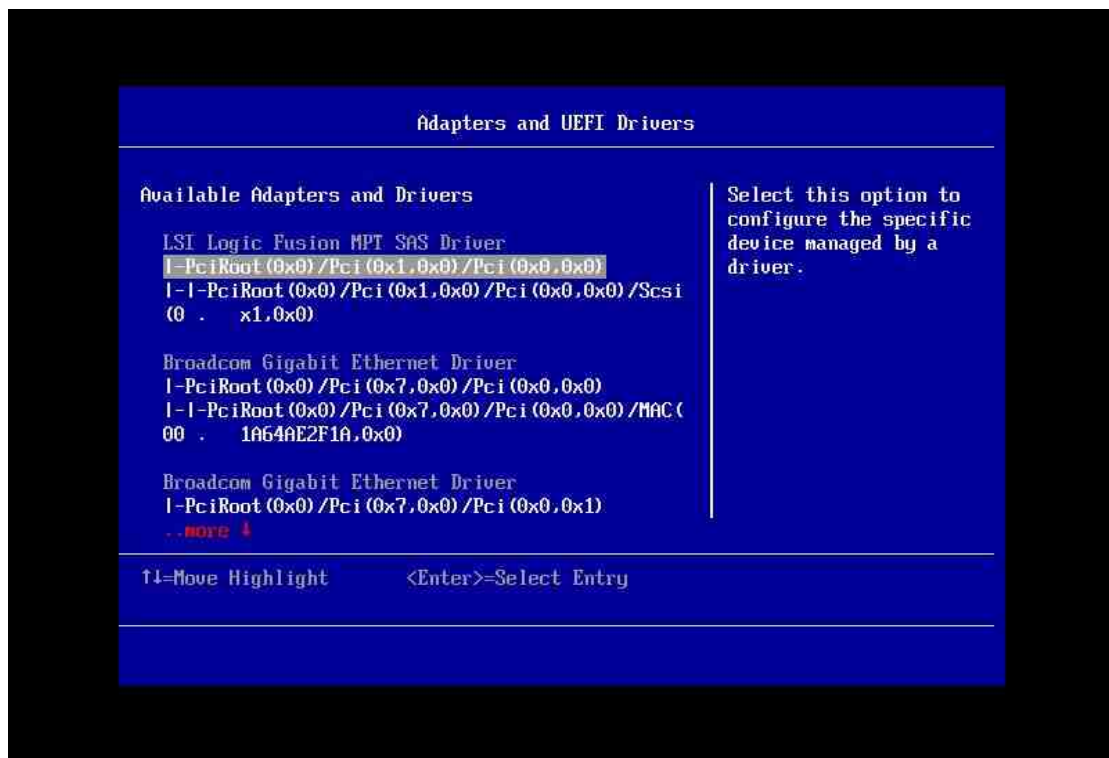 Adapters and UEFI Drivers
Available Adapters and Drivers
LSI Logic Fusion MPT SAS Driver
|-PciRoot(0x0)/Pci(0x1,0x0)/Pci(0x0,0x0)
|-|-PciRoot(0x0)/Pci(0x1,0x0)/Pci(0x0,0x0)/Scsi
(0 . x1,0x0)
Broadcom Gigabit Ethernet Driver
|-PciRoot(0x0)/Pci(0x7,0x0)/Pci(0x0,0x0)
|-|-PciRoot(0x0)/Pci(0x7,0x0)/Pci(0x0,0x0)/MAC(
00 . 1A64AE2F1A,0x0)
Broadcom Gigabit Ethernet Driver
|-PciRoot(0x0)/Pci(0x7,0x0)/Pci(0x0,0x1)
..more ↓
Select this option to
configure the specific
device managed by a
driver.
↑↓=Move Highlight <Enter>=Select Entry